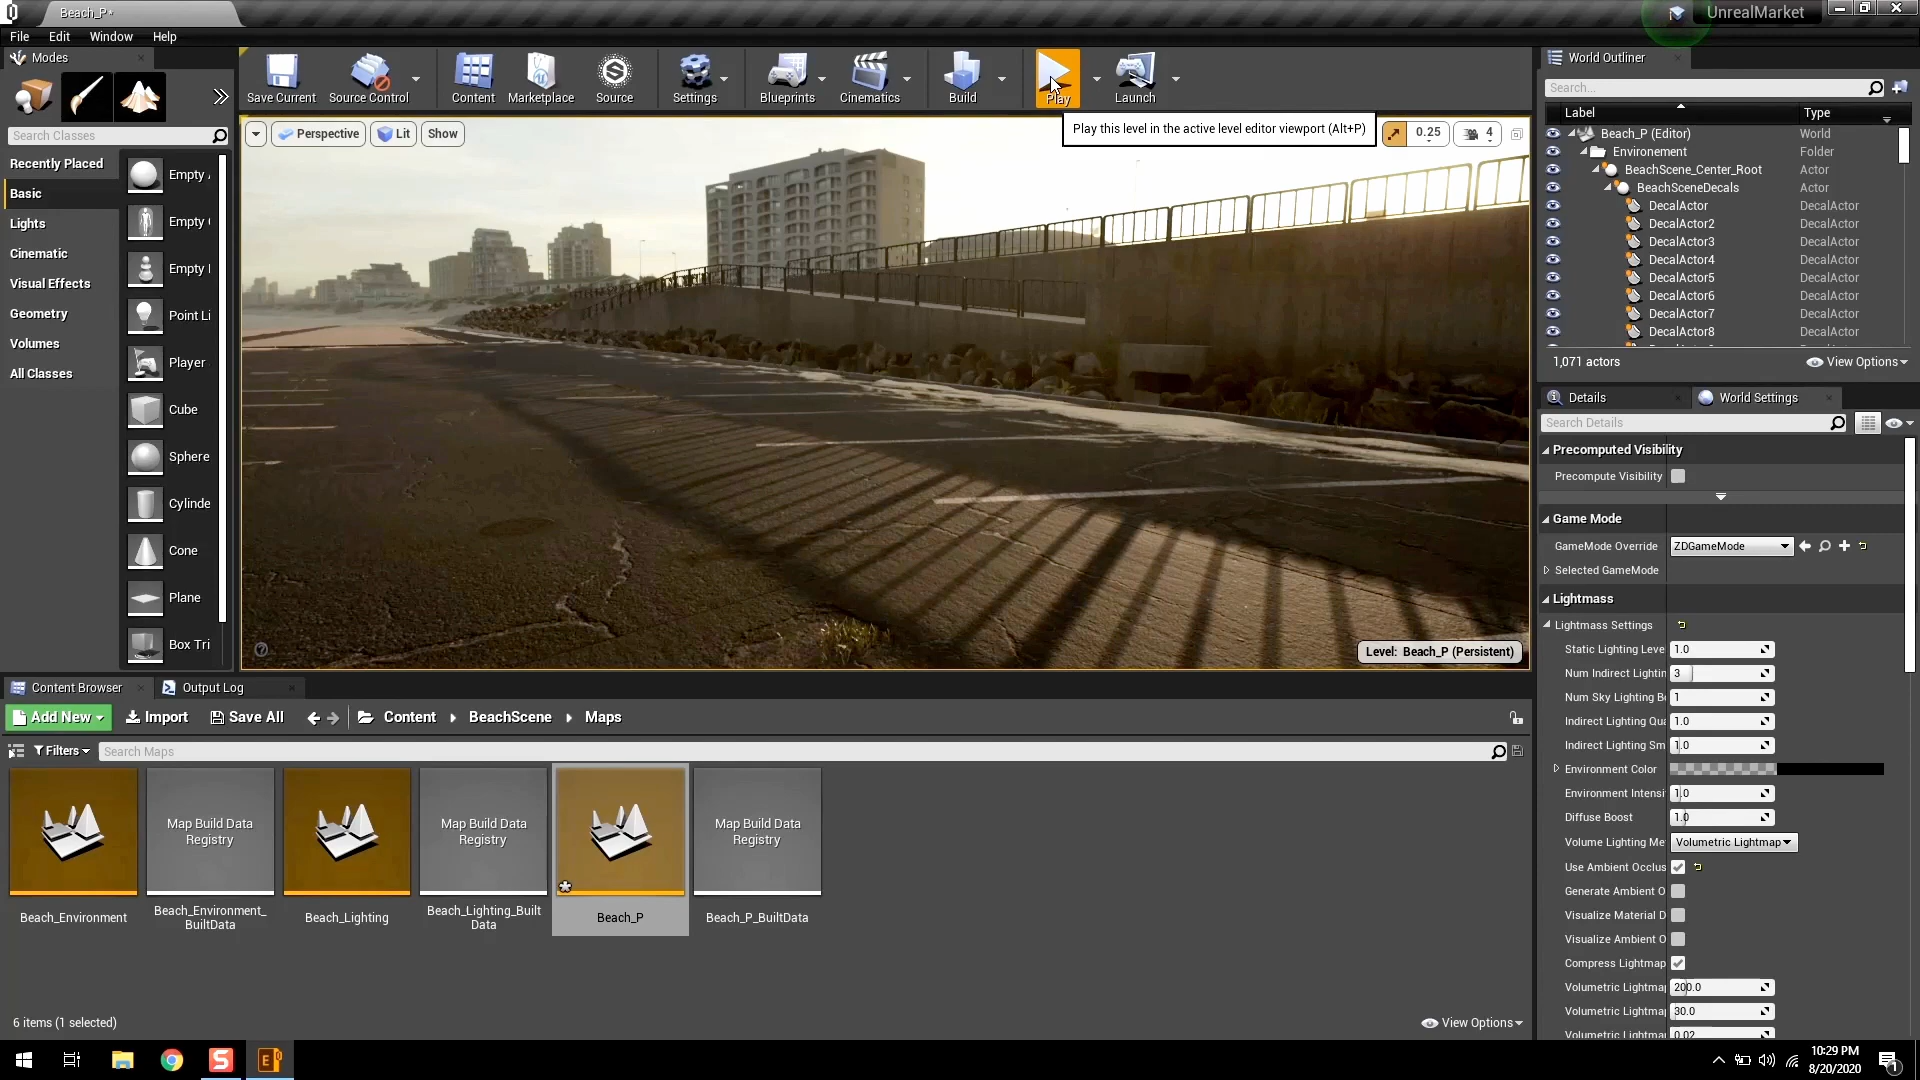 Beach_P*
UnrealMarket
File Edit Window Help
Modes
Search Classes
Recently Placed
Basic
Lights
Cinematic
Visual Effects
Geometry
Volumes
All Classes
Empty
Empty
Empty
Point Li
Player
Cube
Sphere
Cylinde
Cone
Plane
Box Tri
Save Current
Source Control
Content
Marketplace
Source
Settings
Blueprints
Cinematics
Build
Play
Launch
Perspective
Lit
Show
Play this level in the active level editor viewport (Alt+P)
0.25
4
Level: Beach_P (Persistent)
World Outliner
Search...
Label Type
Beach_P (Editor) World
Environement Folder
BeachScene_Center_Root Actor
BeachSceneDecals Actor
DecalActor DecalActor
DecalActor2 DecalActor
DecalActor3 DecalActor
DecalActor4 DecalActor
DecalActor5 DecalActor
DecalActor6 DecalActor
DecalActor7 DecalActor
DecalActor8 DecalActor
1,071 actors
View Options
Details
World Settings
Search Details
Precomputed Visibility
Precompute Visibility
Game Mode
GameMode Override ZDGameMode
Selected GameMode
Lightmass
Lightmass Settings
Static Lighting Leve 1.0
Num Indirect Lightin 3
Num Sky Lighting Bo 1
Indirect Lighting Qua 1.0
Indirect Lighting Sm 1.0
Environment Color
Environment Intensi 1.0
Diffuse Boost 1.0
Volume Lighting Me Volumetric Lightmap
Use Ambient Occlus
Generate Ambient O
Visualize Material D
Visualize Ambient O
Compress Lightmap
Volumetric Lightma 200.0
Volumetric Lightma 30.0
Volumetric Lightma 0.02
Content Browser
Output Log
Add New
Import
Save All
Content
BeachScene
Maps
Filters
Search Maps
Map Build Data
Registry
Map Build Data
Registry
Map Build Data
Registry
Beach_Environment
Beach_Environment_
BuiltData
Beach_Lighting
Beach_Lighting_Built
Data
Beach_P
Beach_P_BuiltData
6 items (1 selected)
View Options
10:29 PM
8/20/2020
1